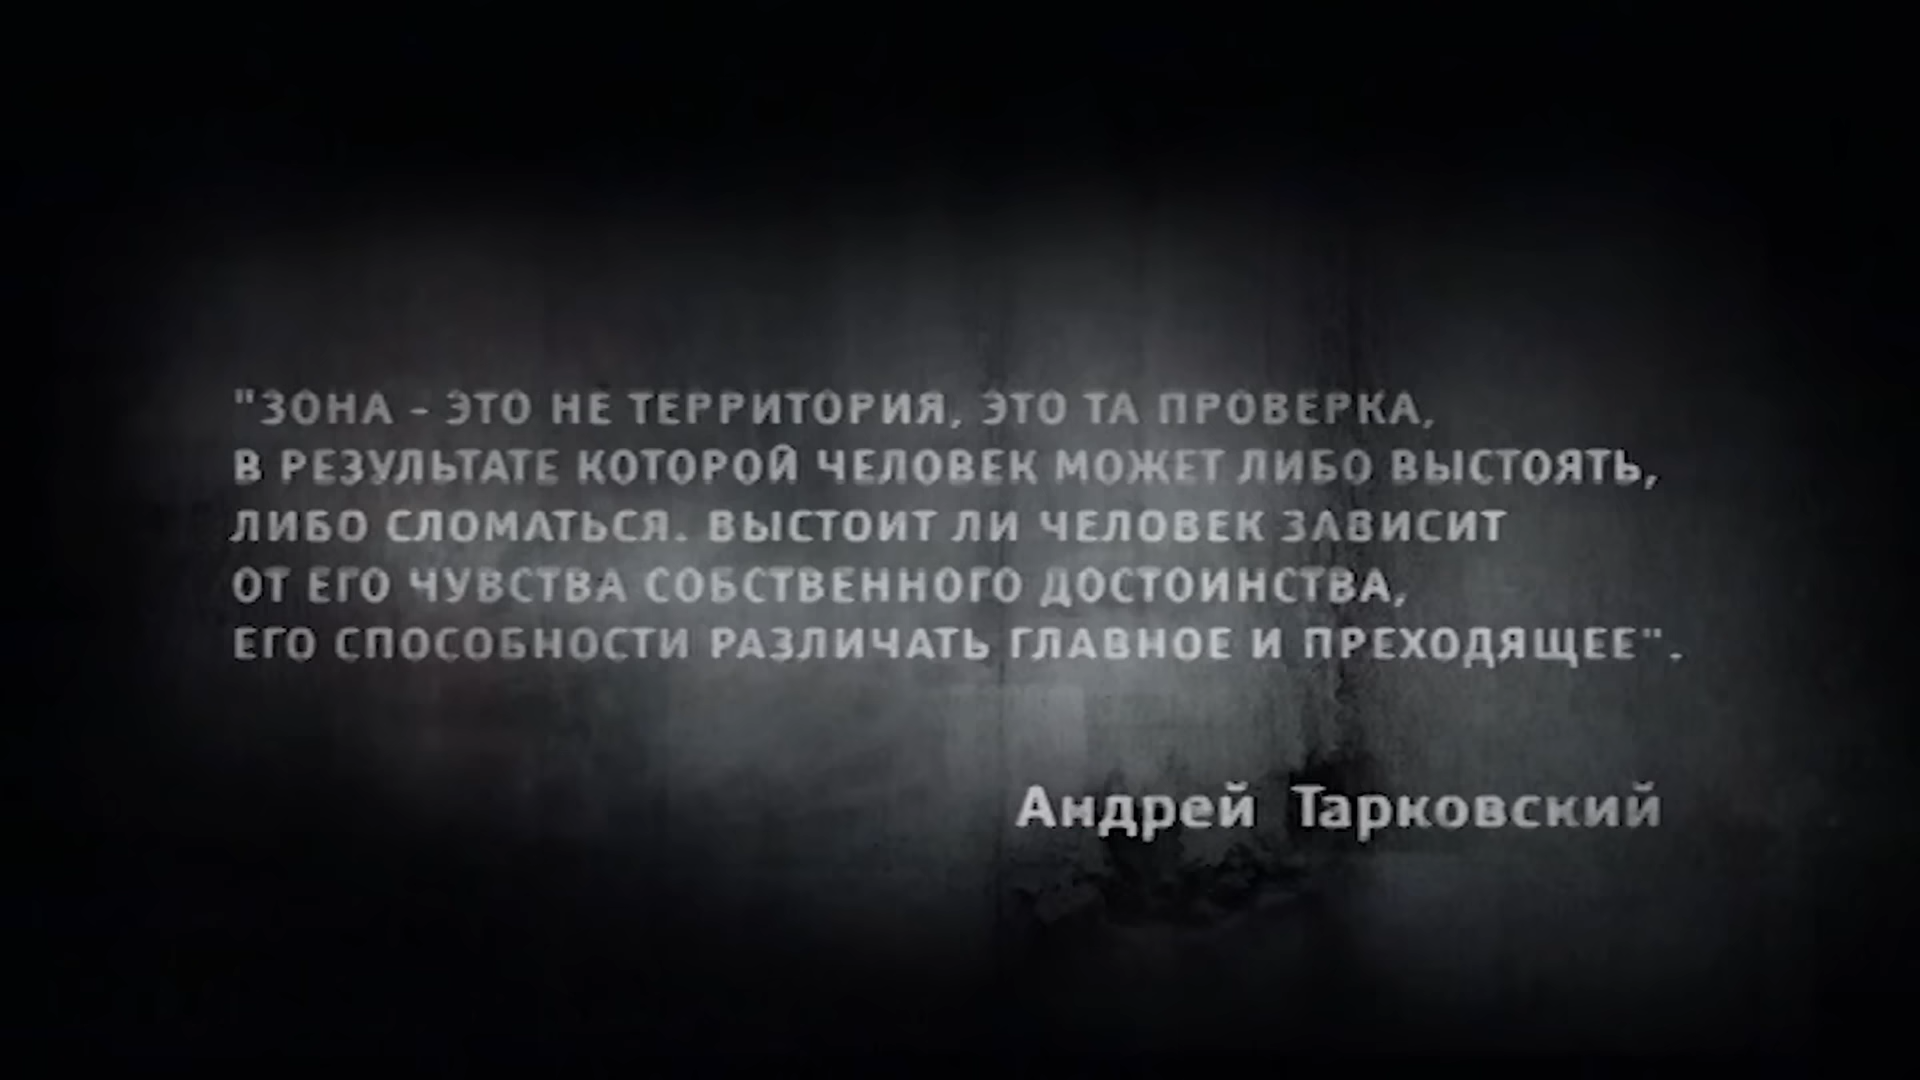 "ЗОНА - ЭТО НЕ ТЕРРИТОРИЯ, ЭТО ТА ПРОВЕРКА,
В РЕЗУЛЬТАТЕ КОТОРОЙ ЧЕЛОВЕК МОЖЕТ ЛИБО ВЫСТОЯТЬ,
ЛИБО СЛОМАТЬСЯ. ВЫСТОИТ ЛИ ЧЕЛОВЕК ЗАВИСИТ
ОТ ЕГО ЧУВСТВА СОБСТВЕННОГО ДОСТОИНСТВА,
ЕГО СПОСОБНОСТИ РАЗЛИЧАТЬ ГЛАВНОЕ И ПРЕХОДЯЩЕЕ".
Андрей Тарковский